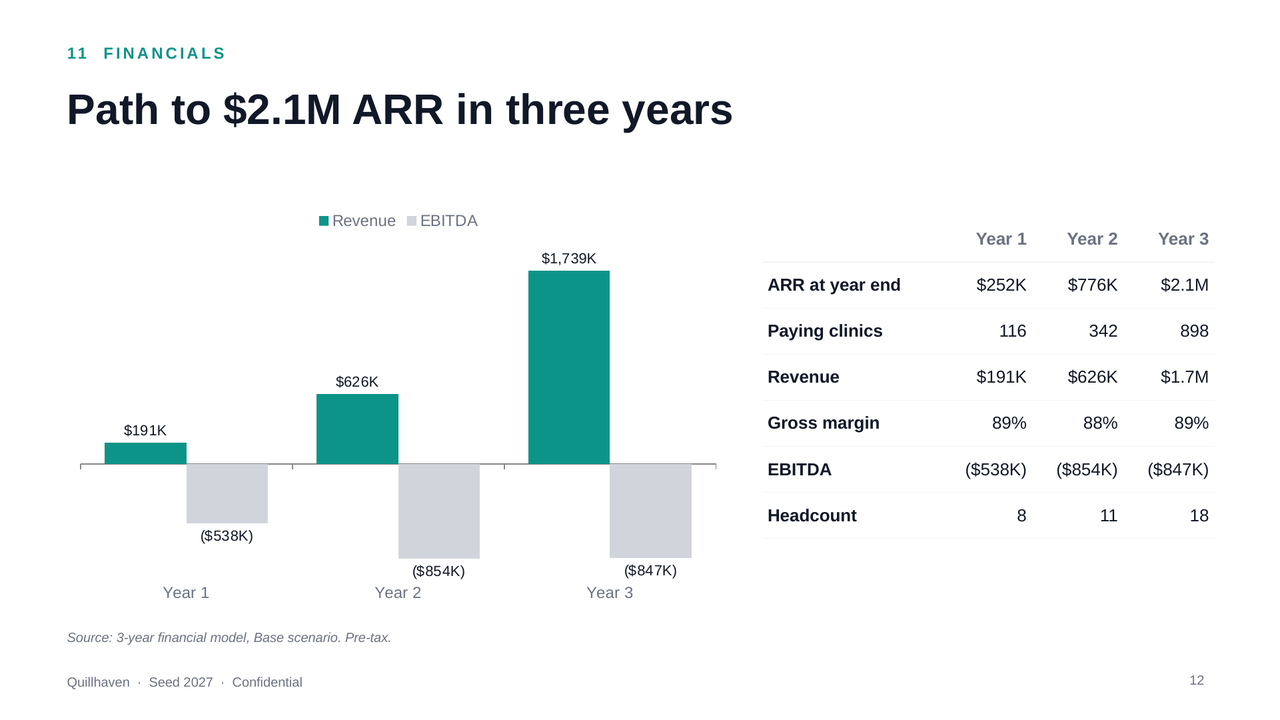 11 FINANCIALS
Path to $2.1M ARR in three years
Revenue EBITDA
$1,739K
$626K
$191K
($538K)
($854K)
($847K)
Year 1 Year 2 Year 3
Year 1 Year 2 Year 3
ARR at year end $252K $776K $2.1M
Paying clinics 116 342 898
Revenue $191K $626K $1.7M
Gross margin 89% 88% 89%
EBITDA ($538K) ($854K) ($847K)
Headcount 8 11 18
Source: 3-year financial model, Base scenario. Pre-tax.
Quillhaven · Seed 2027 · Confidential
12